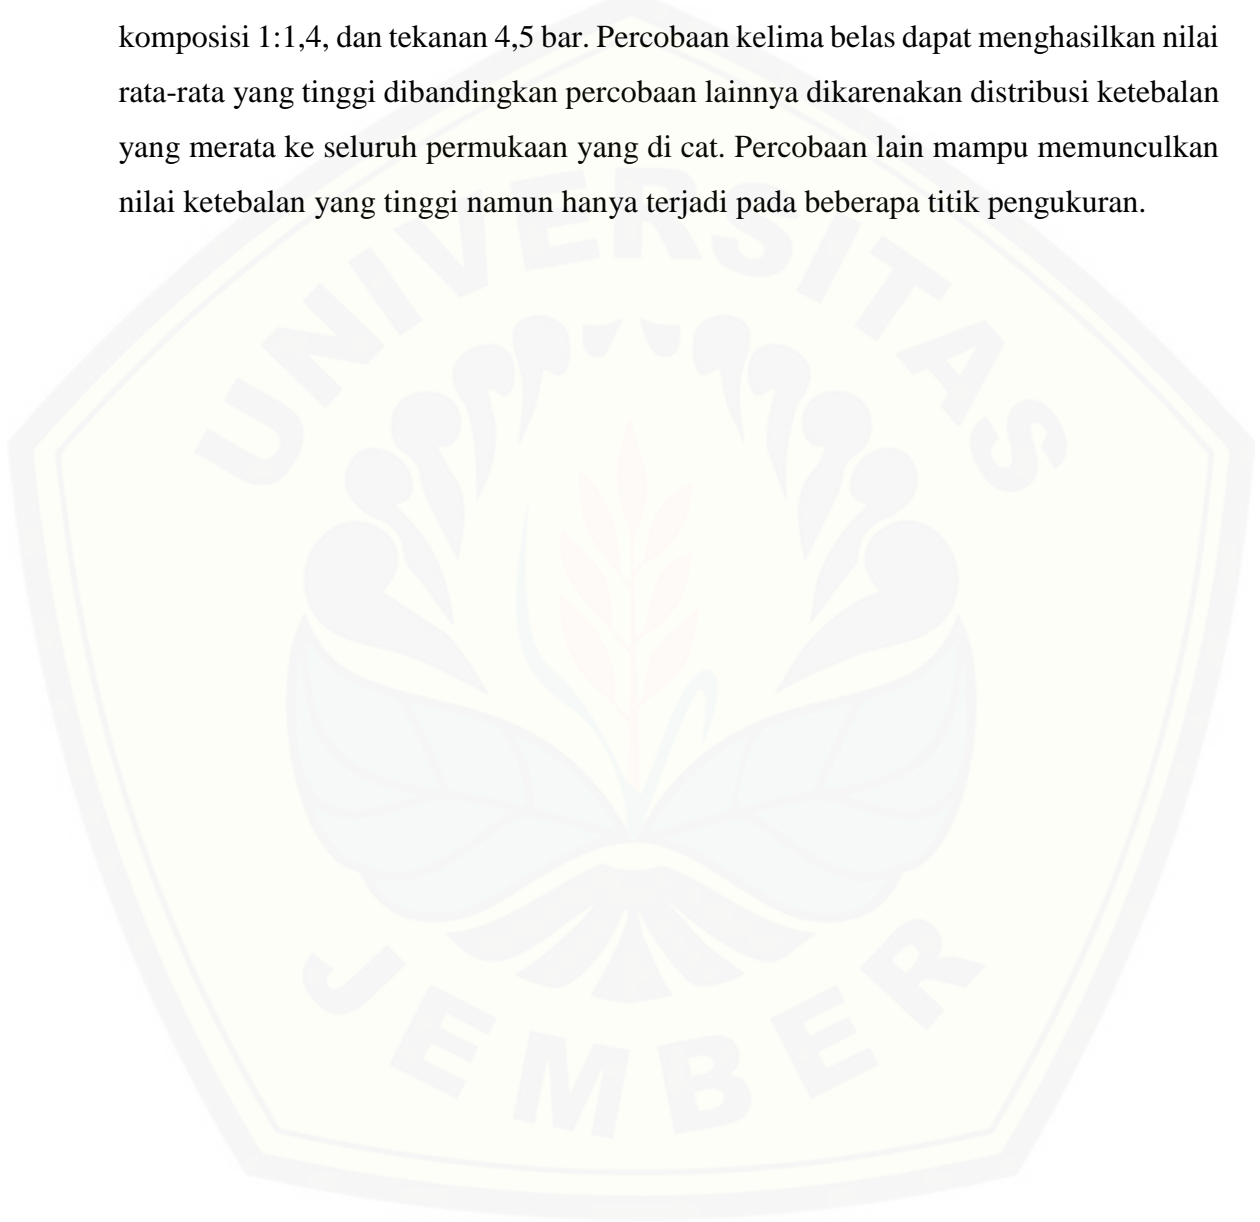 komposisi 1:1,4, dan tekanan 4,5 bar. Percobaan kelima belas dapat menghasilkan nilai
rata-rata yang tinggi dibandingkan percobaan lainnya dikarenakan distribusi ketebalan
yang merata ke seluruh permukaan yang di cat. Percobaan lain mampu memunculkan
nilai ketebalan yang tinggi namun hanya terjadi pada beberapa titik pengukuran.
UNIVERSITAS
JEMBER